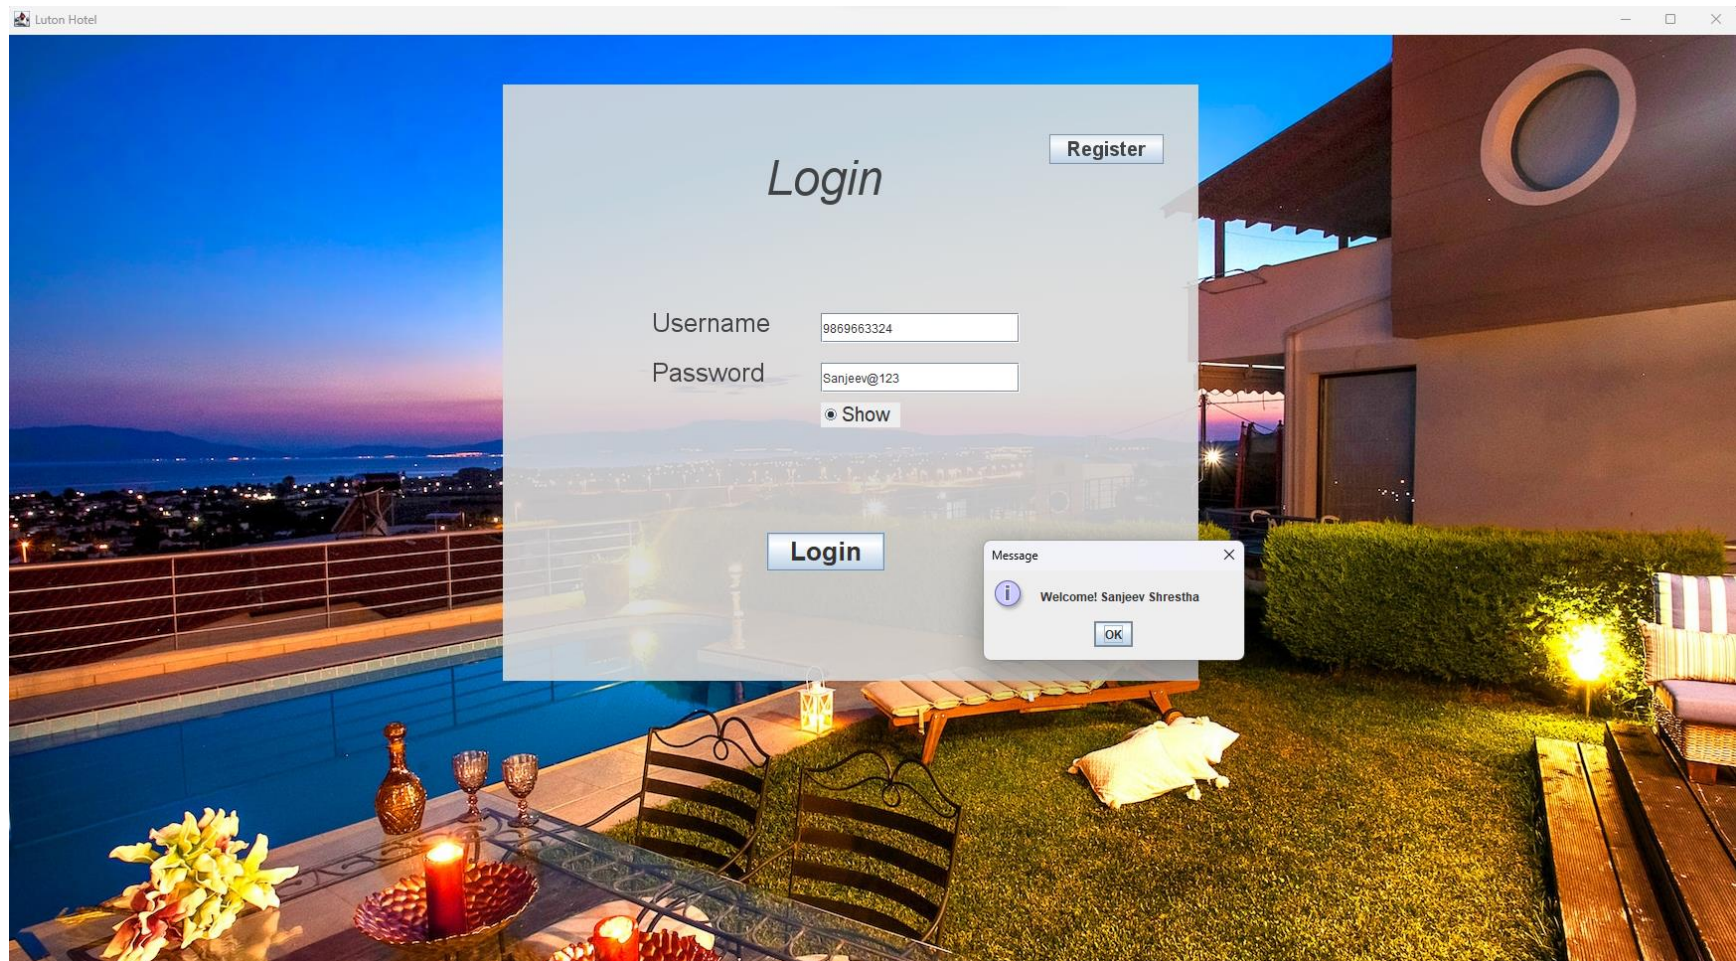 Luton Hotel
Register
Login
Username
9869663324
Password
Sanjeev@123
Show
Login
Message
Welcome! Sanjeev Shrestha
OK